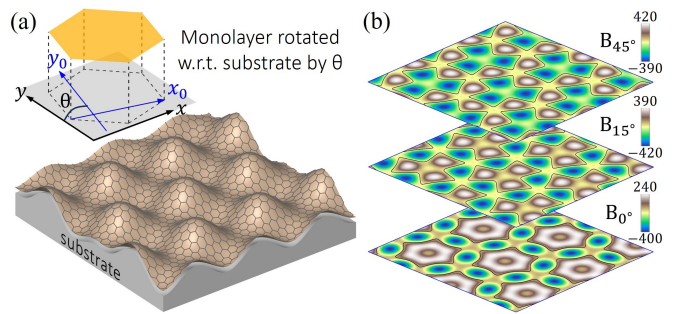 (a)
Monolayer rotated
w.r.t. substrate by θ
y₀
y
θ
x₀
x
substrate
(b)
420
B₄₅°
-390
390
B₁₅°
-420
240
B₀°
-400